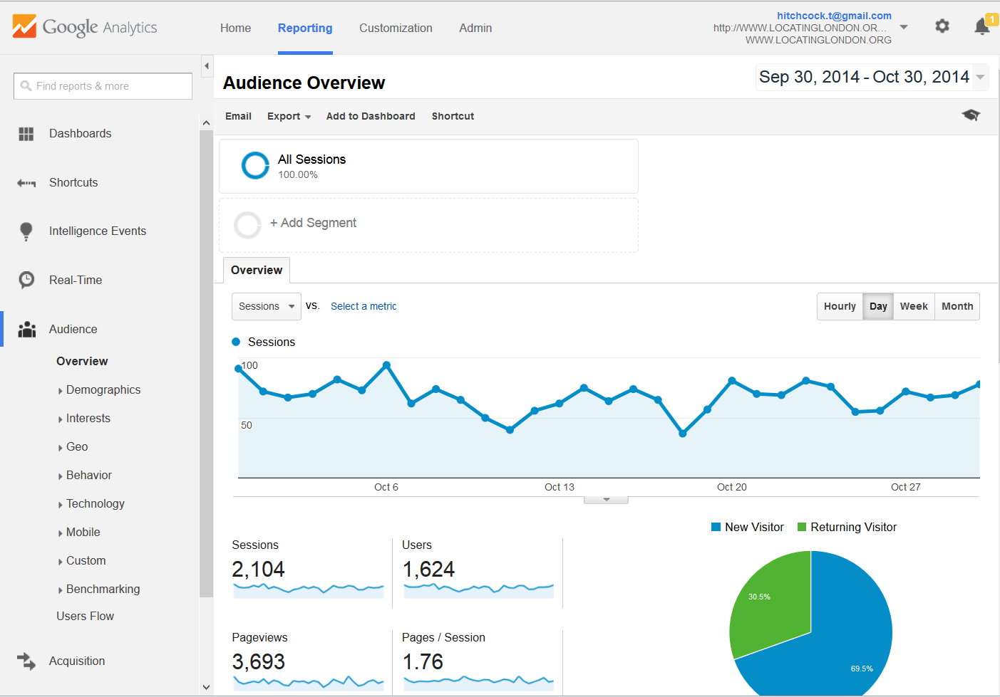 Google Analytics
Home
Reporting
Customization
Admin
hitchcock.t@gmail.com
http://WWW.LOCATINGLONDON.OR...
WWW.LOCATINGLONDON.ORG
1
Find reports & more
Dashboards
Shortcuts
Intelligence Events
Real-Time
Audience
Overview
Demographics
Interests
Geo
Behavior
Technology
Mobile
Custom
Benchmarking
Users Flow
Acquisition
Audience Overview
Sep 30, 2014 - Oct 30, 2014
Email
Export
Add to Dashboard
Shortcut
All Sessions
100.00%
+ Add Segment
Overview
Sessions
vs.
Select a metric
Hourly
Day
Week
Month
Sessions
100
50
Oct 6
Oct 13
Oct 20
Oct 27
Sessions
2,104
Users
1,624
Pageviews
3,693
Pages / Session
1.76
New Visitor
Returning Visitor
30.5%
69.5%